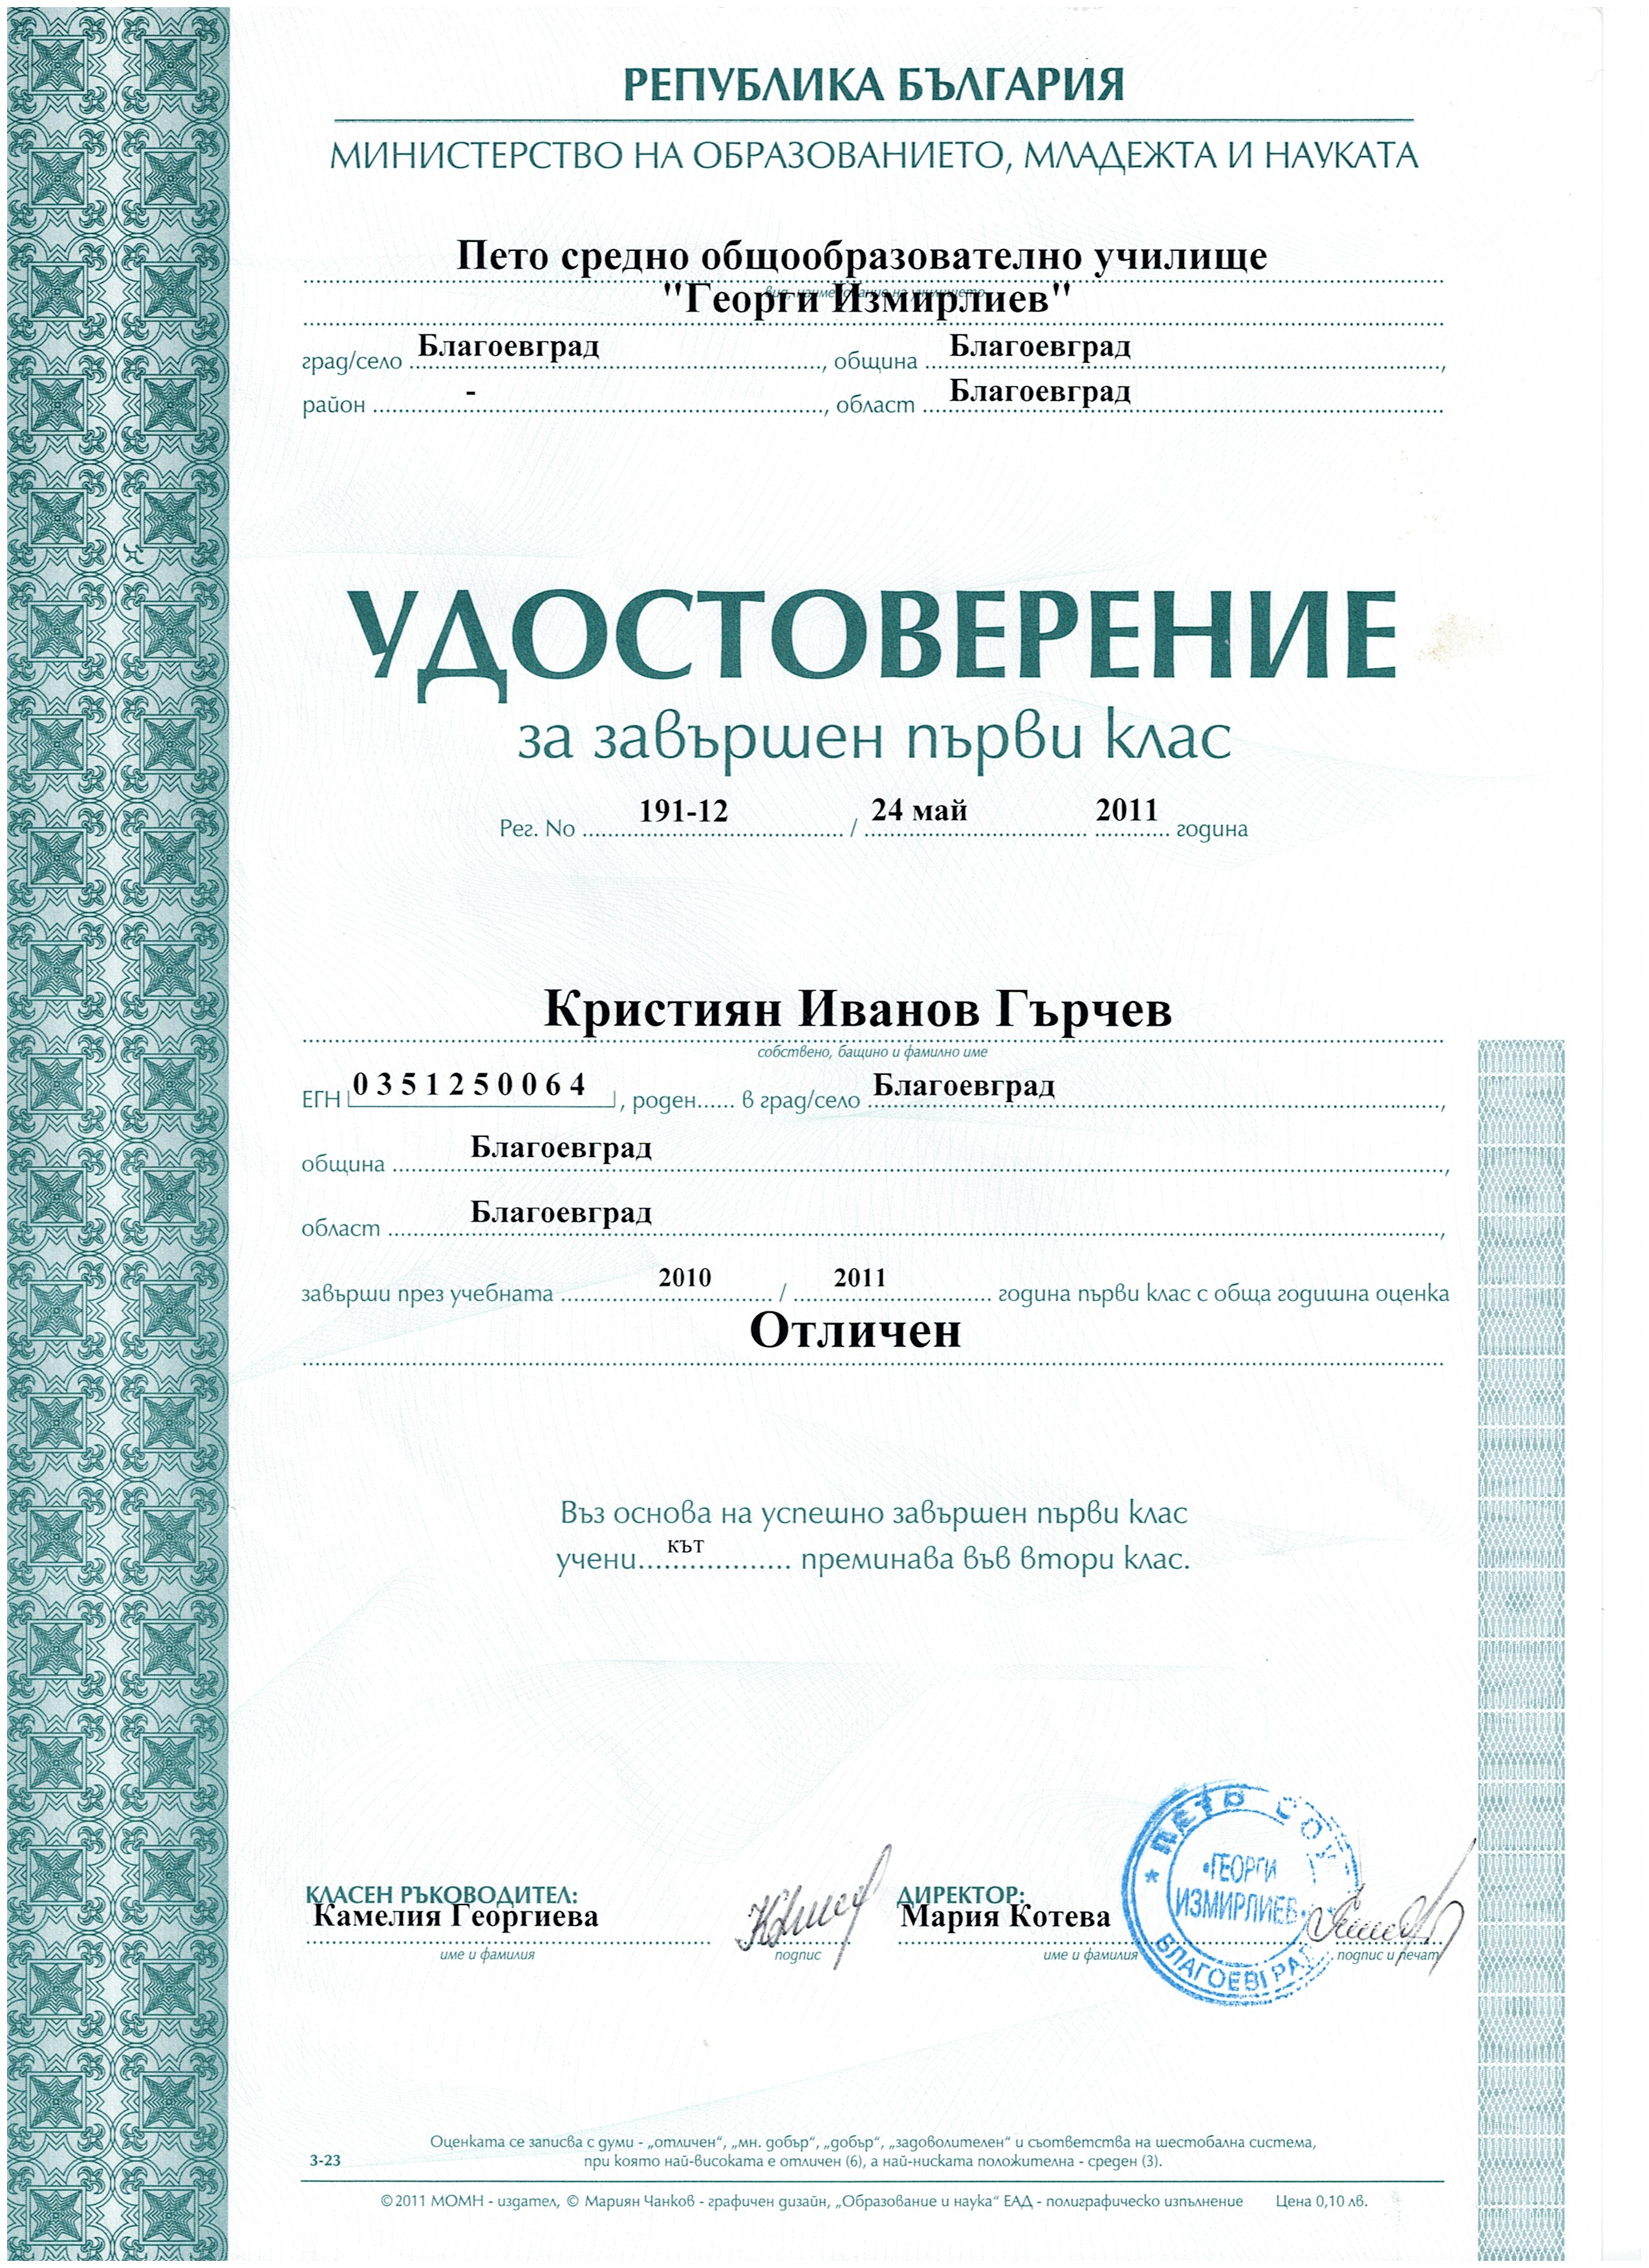 РЕПУБЛИКА БЪЛГАРИЯ
МИНИСТЕРСТВО НА ОБРАЗОВАНИЕТО, МЛАДЕЖТА И НАУКАТА
Пето средно общообразователно училище
вид, наименование на училището
"Георги Измирлиев"
град/село Благоевград, община Благоевград,
район -, област Благоевград
УДОСТОВЕРЕНИЕ
за завършен първи клас
Рег. No 191-12 / 24 май 2011 година
Кристиян Иванов Гърчев
собствено, бащино и фамилно име
ЕГН 0351250064, роден...... в град/село Благоевград,
община Благоевград,
област Благоевград,
завърши през учебната 2010 / 2011 година първи клас с обща годишна оценка
Отличен
Въз основа на успешно завършен първи клас
учени...кът... преминава във втори клас.
КЛАСЕН РЪКОВОДИТЕЛ: ДИРЕКТОР:
Камелия Георгиева Мария Котева
име и фамилия подпис име и фамилия подпис и печат
ПЕТО СОУ
"ГЕОРГИ
ИЗМИРЛИЕВ"
БЛАГОЕВГРАД
Оценката се записва с думи - „отличен“, „мн. добър“, „добър“, „задоволителен“ и съответства на шестобална система,
3-23 при която най-високата е отличен (6), а най-ниската положителна - среден (3).
©2011 МОМН - издател, © Мариян Чанков - графичен дизайн, „Образование и наука“ ЕАД - полиграфическо изпълнение Цена 0,10 лв.